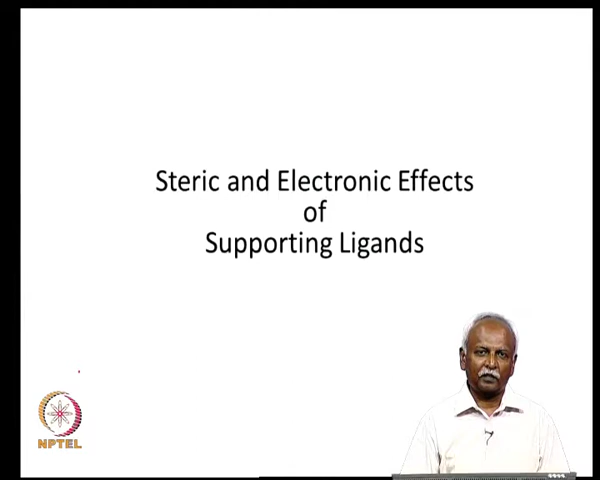 Steric and Electronic Effects
of
Supporting Ligands
NPTEL